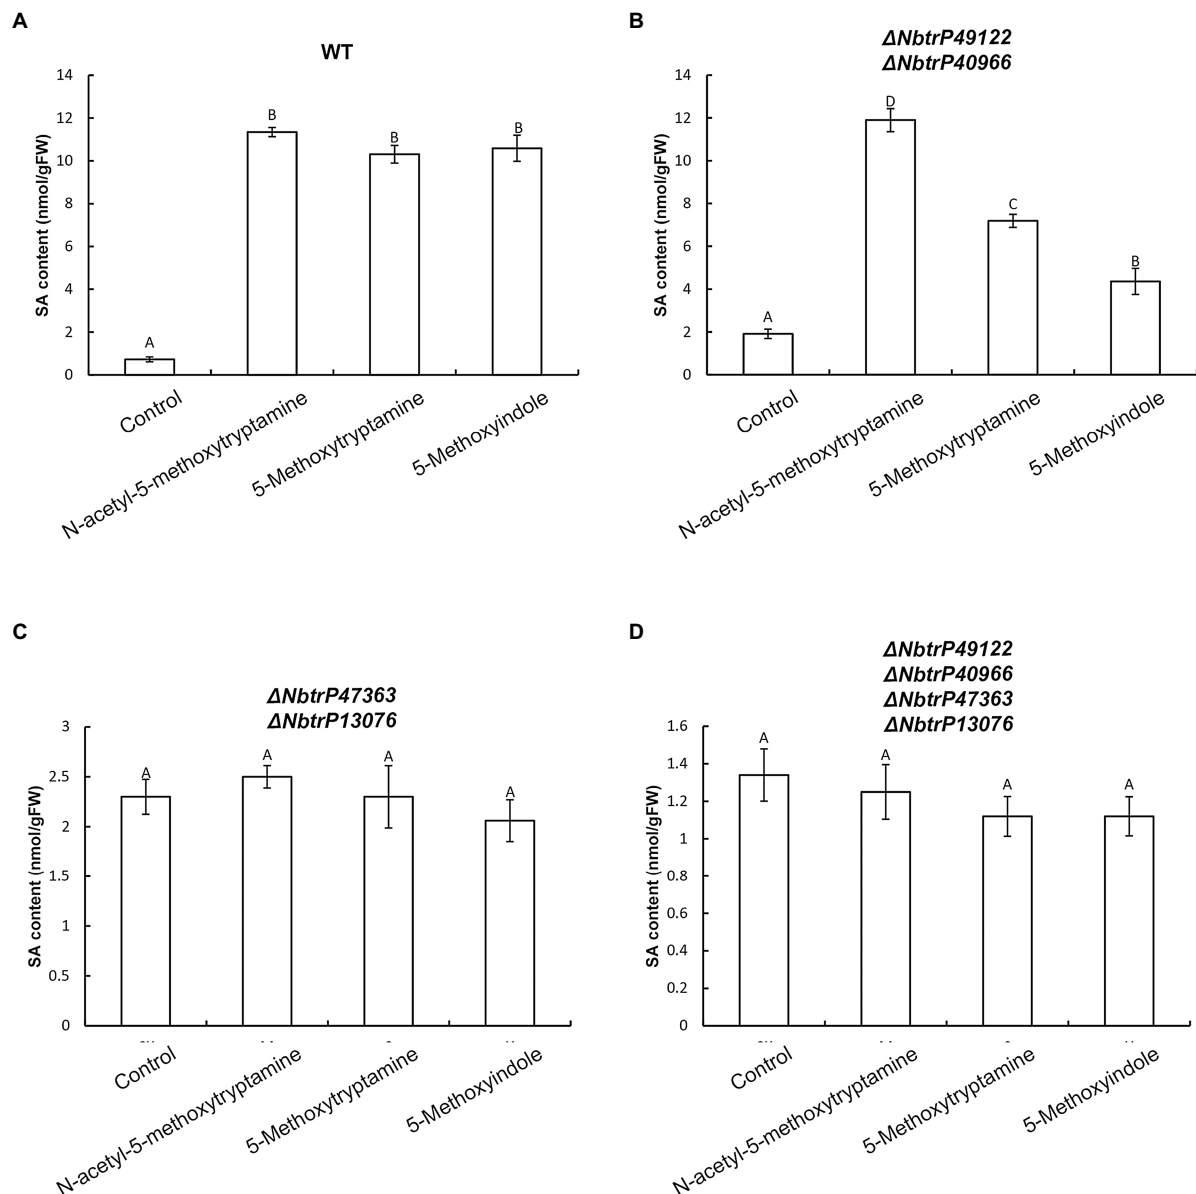 A
WT
SA content (nmol/gFW)
14
12
10
8
6
4
2
0
A
B
B
B
Control
N-acetyl-5-methoxytryptamine
5-Methoxytryptamine
5-Methoxyindole
B
ΔNbtrP49122
ΔNbtrP40966
SA content (nmol/gFW)
14
12
10
8
6
4
2
0
A
D
C
B
Control
N-acetyl-5-methoxytryptamine
5-Methoxytryptamine
5-Methoxyindole
C
ΔNbtrP47363
ΔNbtrP13076
SA content (nmol/gFW)
3
2.5
2
1.5
1
0.5
0
A
A
A
A
Control
N-acetyl-5-methoxytryptamine
5-Methoxytryptamine
5-Methoxyindole
D
ΔNbtrP49122
ΔNbtrP40966
ΔNbtrP47363
ΔNbtrP13076
SA content (nmol/gFW)
1.6
1.4
1.2
1
0.8
0.6
0.4
0.2
0
A
A
A
A
Control
N-acetyl-5-methoxytryptamine
5-Methoxytryptamine
5-Methoxyindole